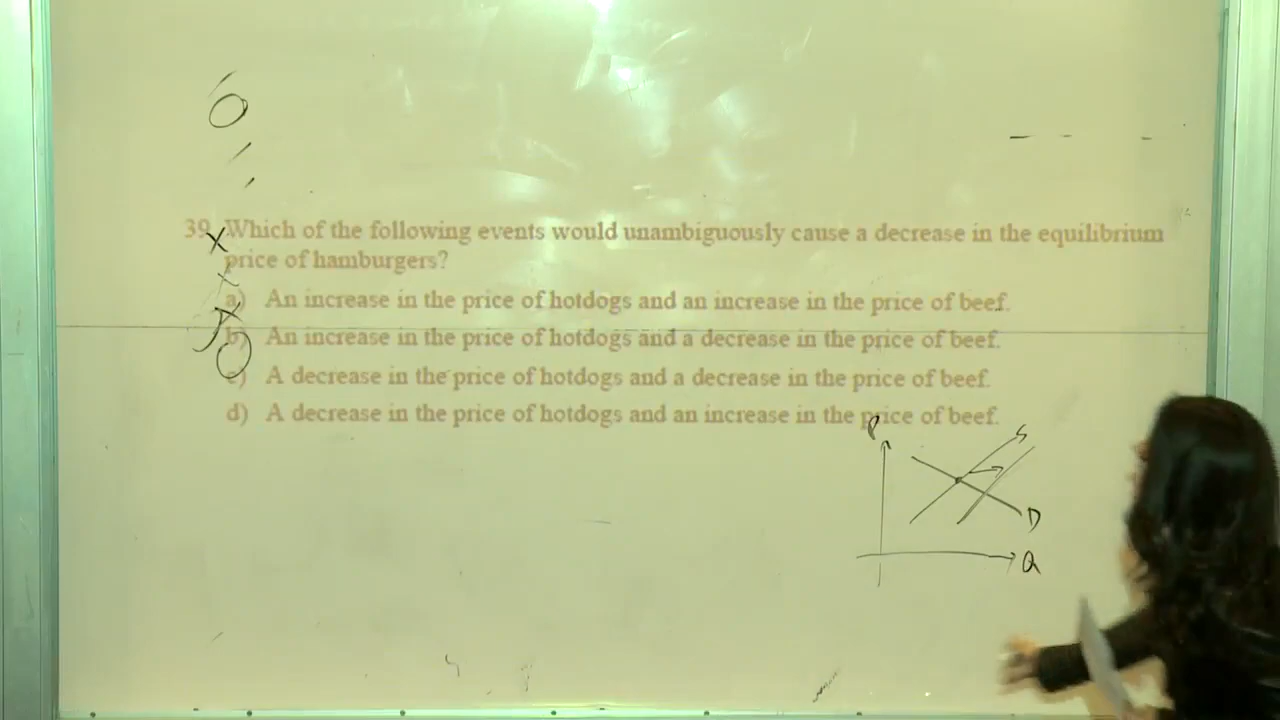 39. Which of the following events would unambiguously cause a decrease in the equilibrium
price of hamburgers?
a) An increase in the price of hotdogs and an increase in the price of beef.
b) An increase in the price of hotdogs and a decrease in the price of beef.
c) A decrease in the price of hotdogs and a decrease in the price of beef.
d) A decrease in the price of hotdogs and an increase in the price of beef.
P
S
D
Q